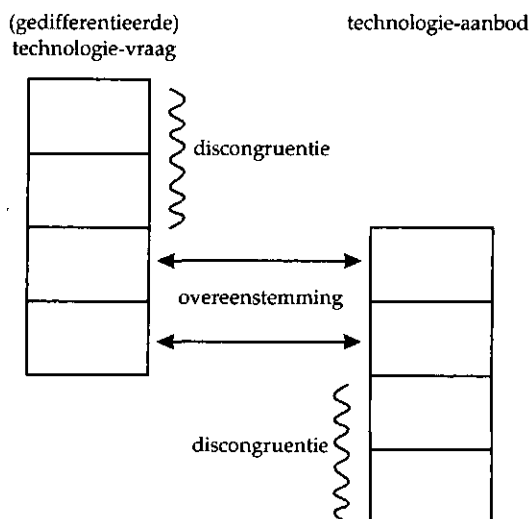 (gedifferentieerde)
technologie-vraag
technologie-aanbod
discongruentie
overeenstemming
discongruentie